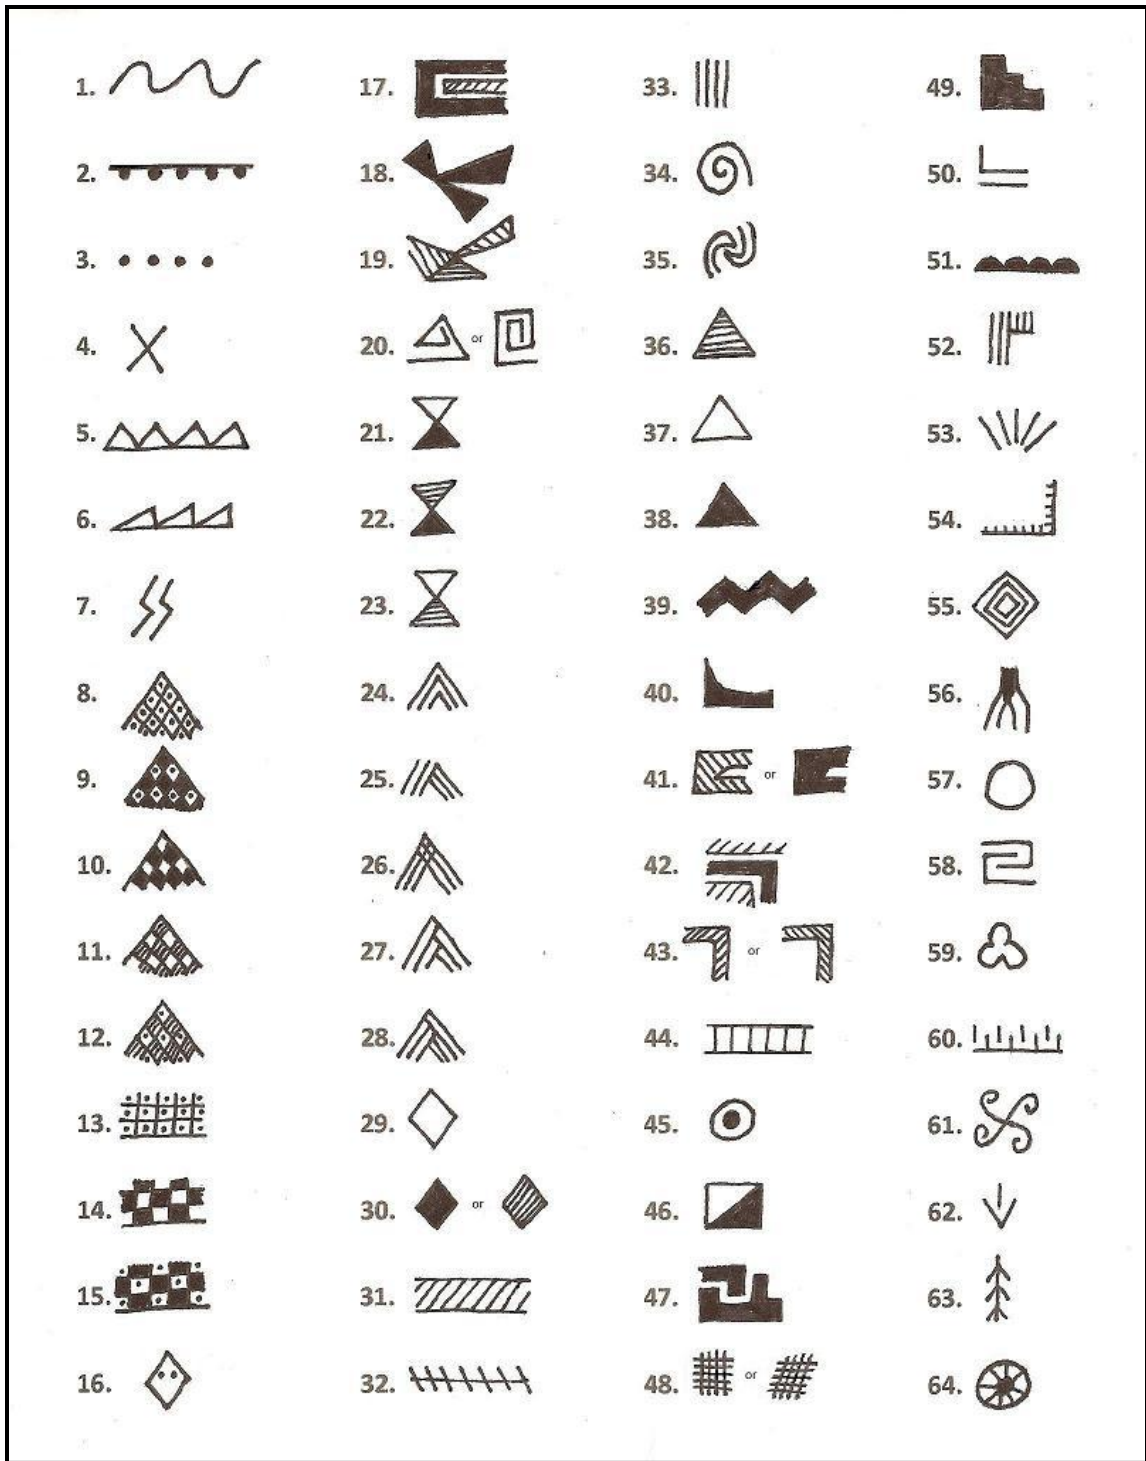 1. 17. 33. 49.
2. 18. 34. 50.
3. 19. 35. 51.
4. 20. or 36. 52.
5. 21. 37. 53.
6. 22. 38. 54.
7. 23. 39. 55.
8. 24. 40. 56.
9. 25. 41. or 57.
10. 26. 42. 58.
11. 27. 43. or 59.
12. 28. 44. 60.
13. 29. 45. 61.
14. 30. or 46. 62.
15. 31. 47. 63.
16. 32. 48. or 64.